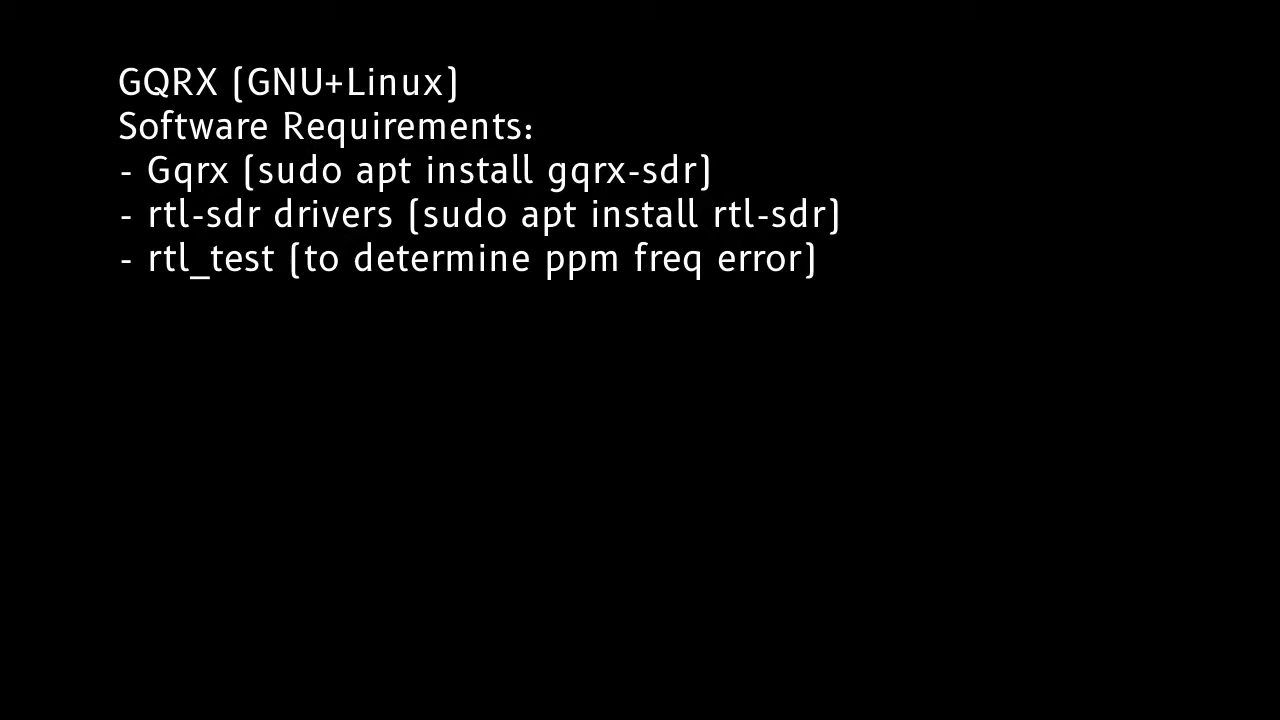 GQRX (GNU+Linux)
Software Requirements:
- Gqrx (sudo apt install gqrx-sdr)
- rtl-sdr drivers (sudo apt install rtl-sdr)
- rtl_test (to determine ppm freq error)